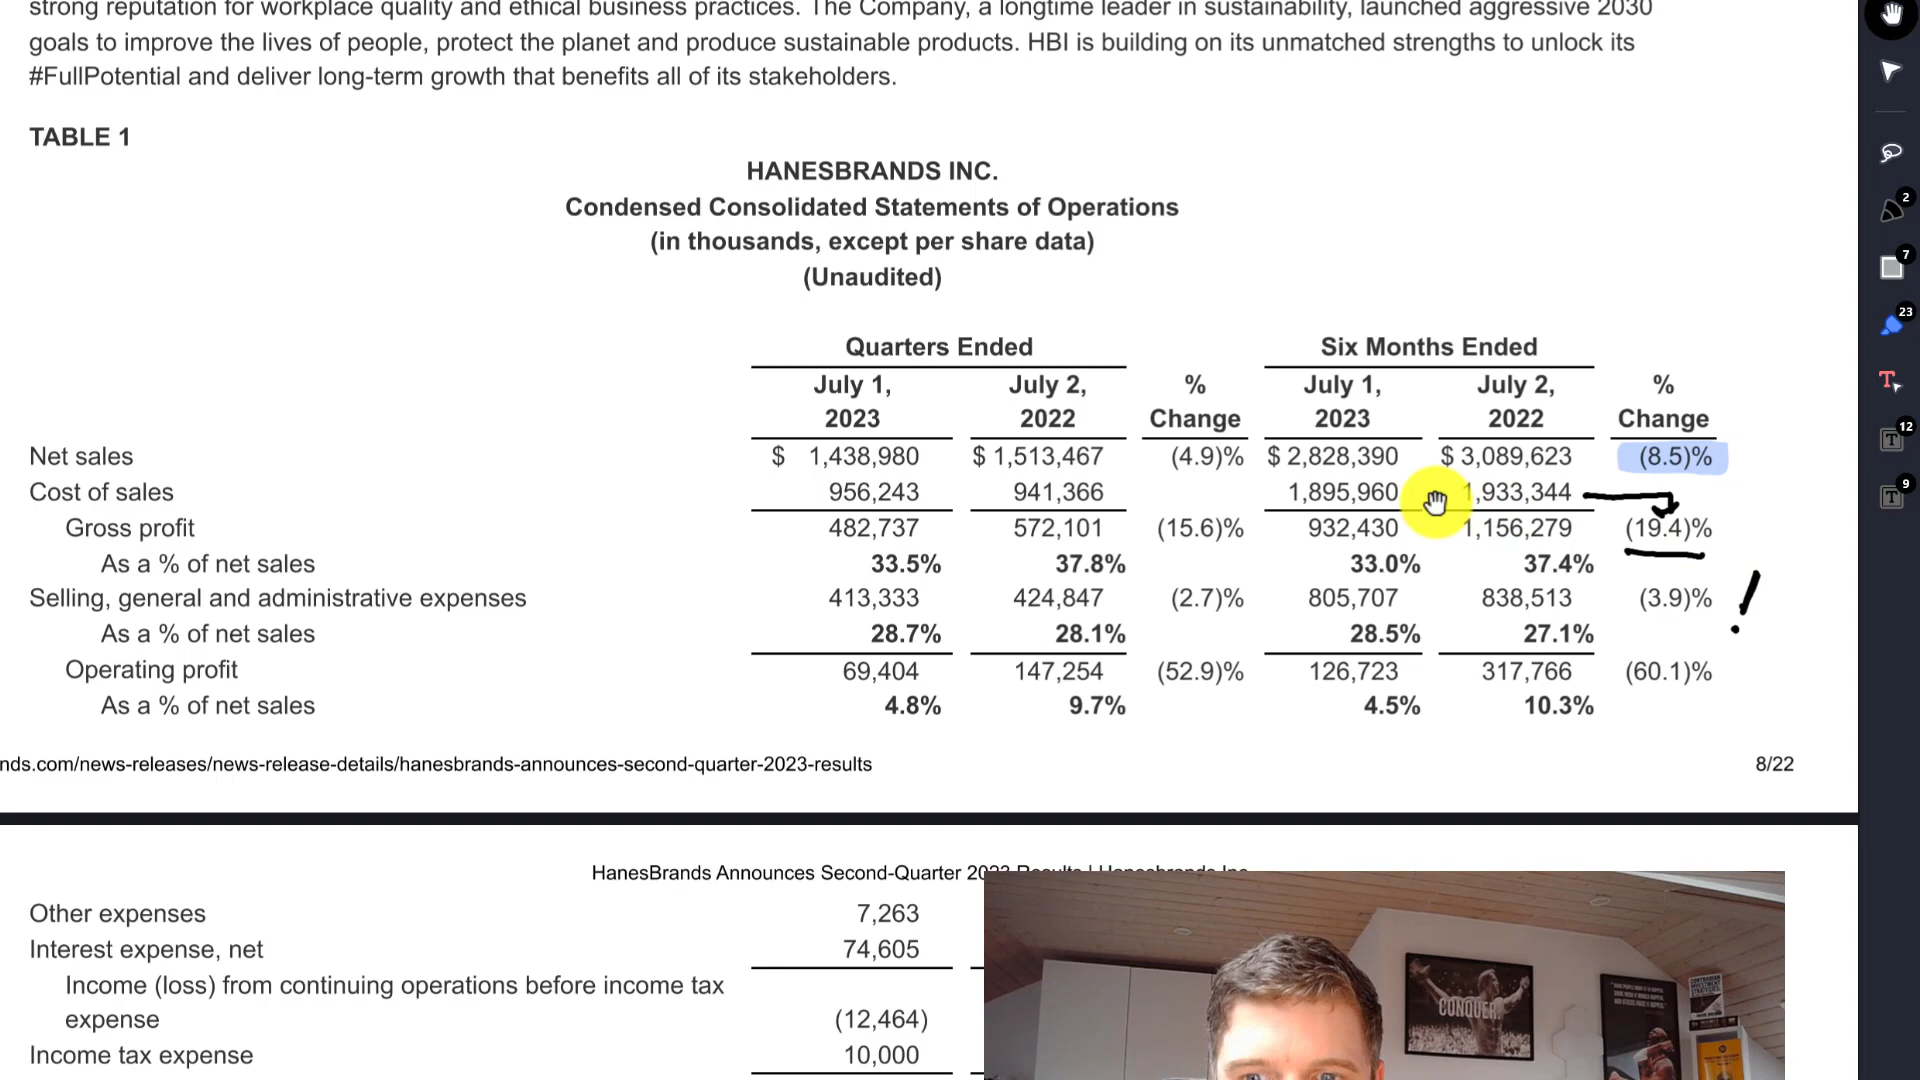 strong reputation for workplace quality and ethical business practices. The Company, a longtime leader in sustainability, launched aggressive 2030
goals to improve the lives of people, protect the planet and produce sustainable products. HBI is building on its unmatched strengths to unlock its
#FullPotential and deliver long-term growth that benefits all of its stakeholders.
TABLE 1
HANESBRANDS INC.
Condensed Consolidated Statements of Operations
(in thousands, except per share data)
(Unaudited)
Quarters Ended Six Months Ended
July 1, July 2, % July 1, July 2, %
2023 2022 Change 2023 2022 Change
Net sales $ 1,438,980 $ 1,513,467 (4.9)% $ 2,828,390 $ 3,089,623 (8.5)%
Cost of sales 956,243 941,366 1,895,960 1,933,344
Gross profit 482,737 572,101 (15.6)% 932,430 1,156,279 (19.4)%
As a % of net sales 33.5% 37.8% 33.0% 37.4%
Selling, general and administrative expenses 413,333 424,847 (2.7)% 805,707 838,513 (3.9)% !
As a % of net sales 28.7% 28.1% 28.5% 27.1%
Operating profit 69,404 147,254 (52.9)% 126,723 317,766 (60.1)%
As a % of net sales 4.8% 9.7% 4.5% 10.3%
nds.com/news-releases/news-release-details/hanesbrands-announces-second-quarter-2023-results 8/22
HanesBrands Announces Second-Quarter 2023 Results | Hanesbrands Inc
Other expenses 7,263
Interest expense, net 74,605
Income (loss) from continuing operations before income tax
expense (12,464)
Income tax expense 10,000
CONQUER
2
7
23
T
T 12
T 9